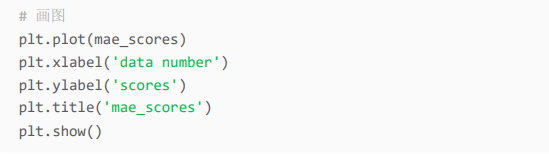 # 画图
plt.plot(mae_scores)
plt.xlabel('data number')
plt.ylabel('scores')
plt.title('mae_scores')
plt.show()